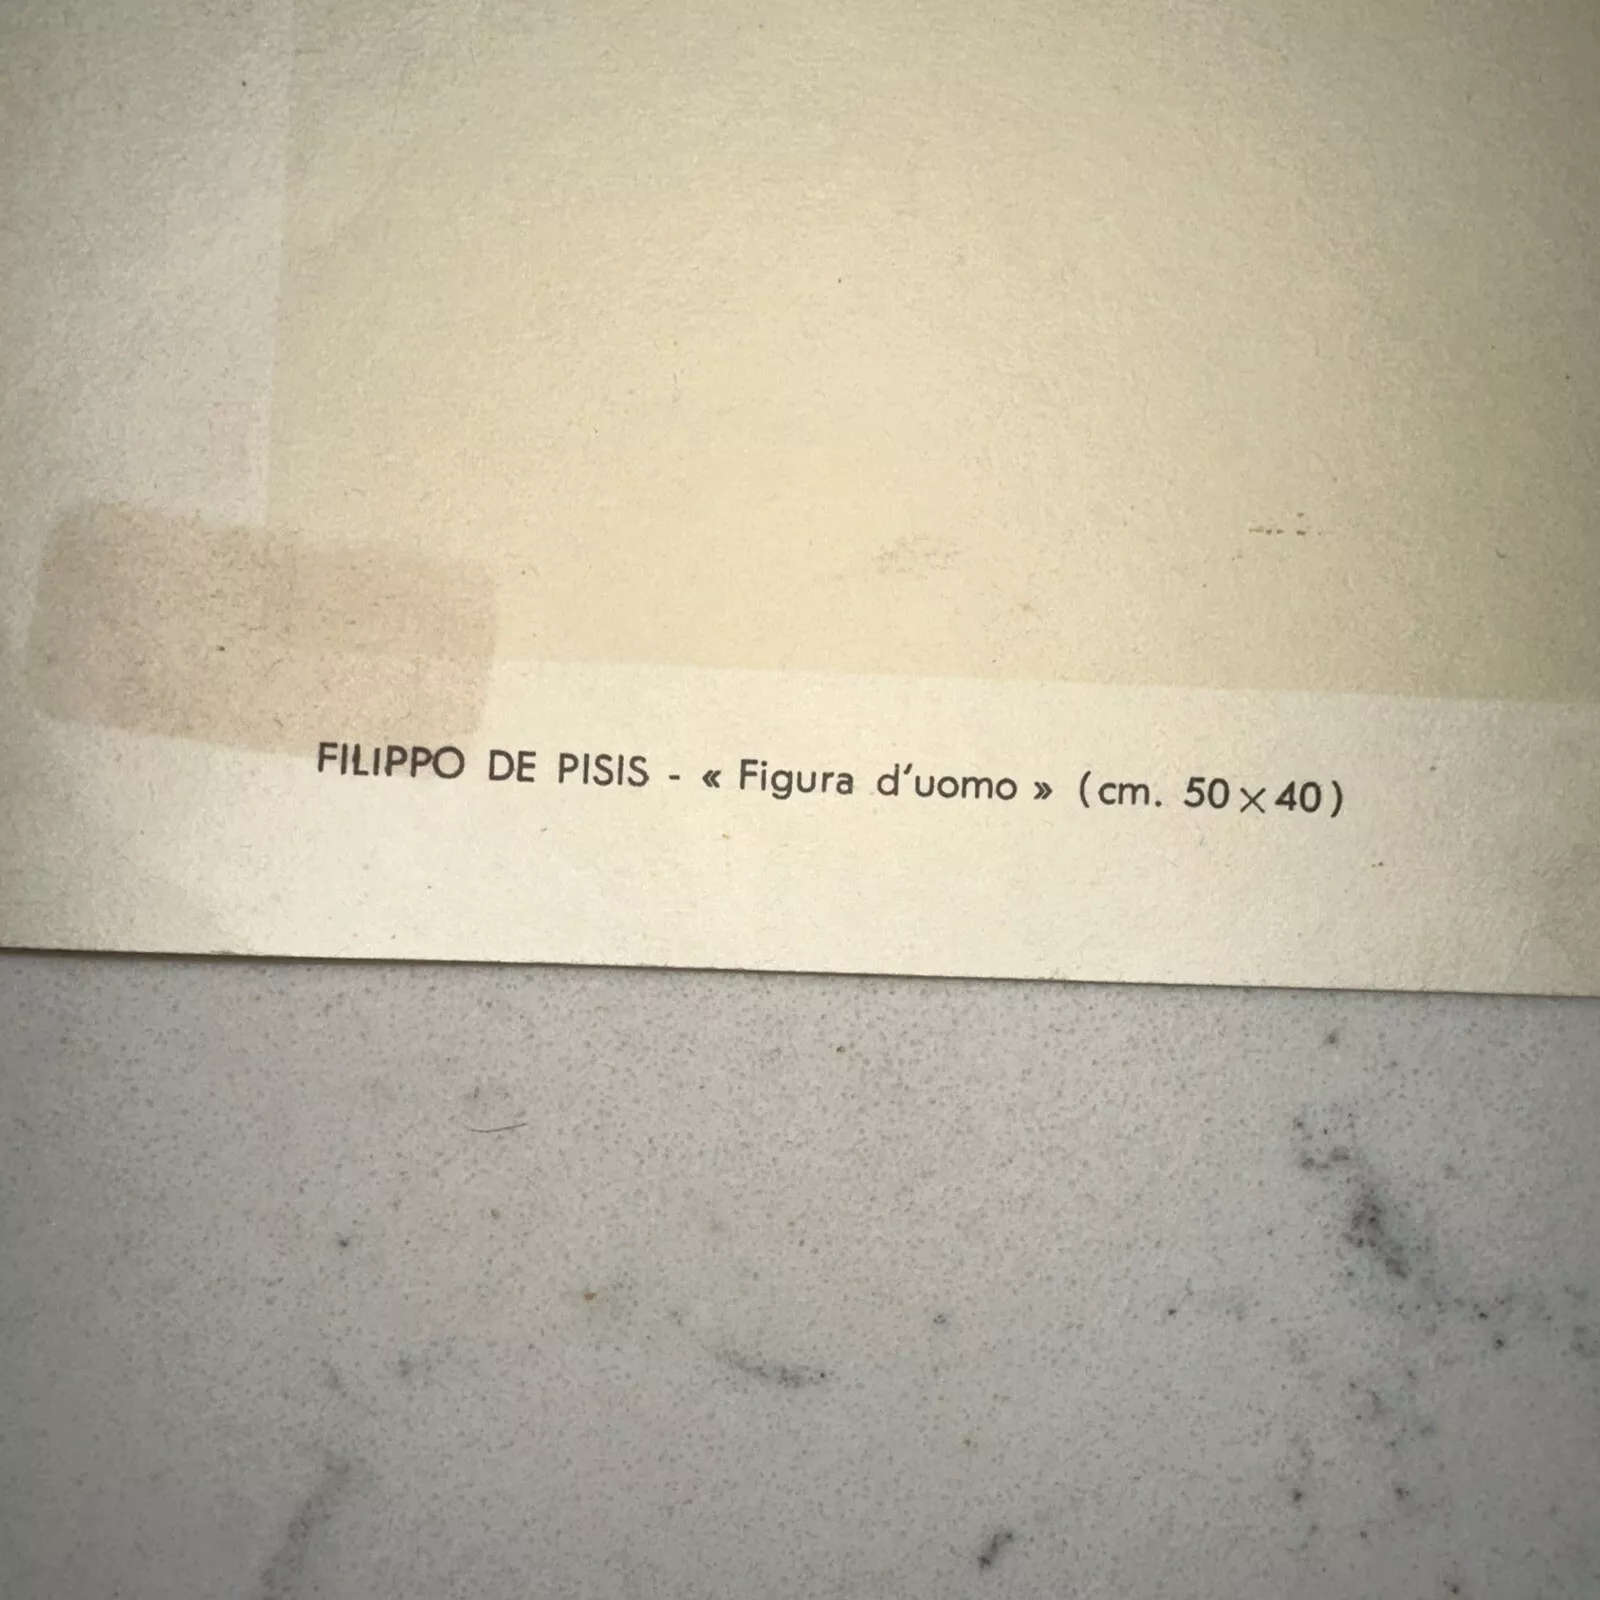 FILIPPO DE PISIS - « Figura d'uomo » (cm. 50×40)